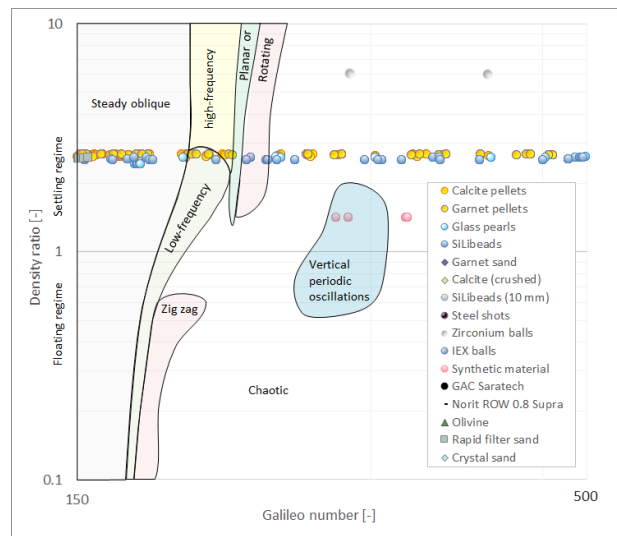 10
Planar or
Rotating
high-frequency
Steady oblique
Settling regime
Low-frequency
Density ratio [-]
1
Floating regime
Vertical
periodic
oscillations
Zig zag
Chaotic
Calcite pellets
Garnet pellets
Glass pearls
SiLibeads
Garnet sand
Calcite (crushed)
SiLibeads (10 mm)
Steel shots
Zirconium balls
IEX balls
Synthetic material
GAC Saratech
Norit ROW 0.8 Supra
Olivine
Rapid filter sand
Crystal sand
0.1
150
500
Galileo number [-]